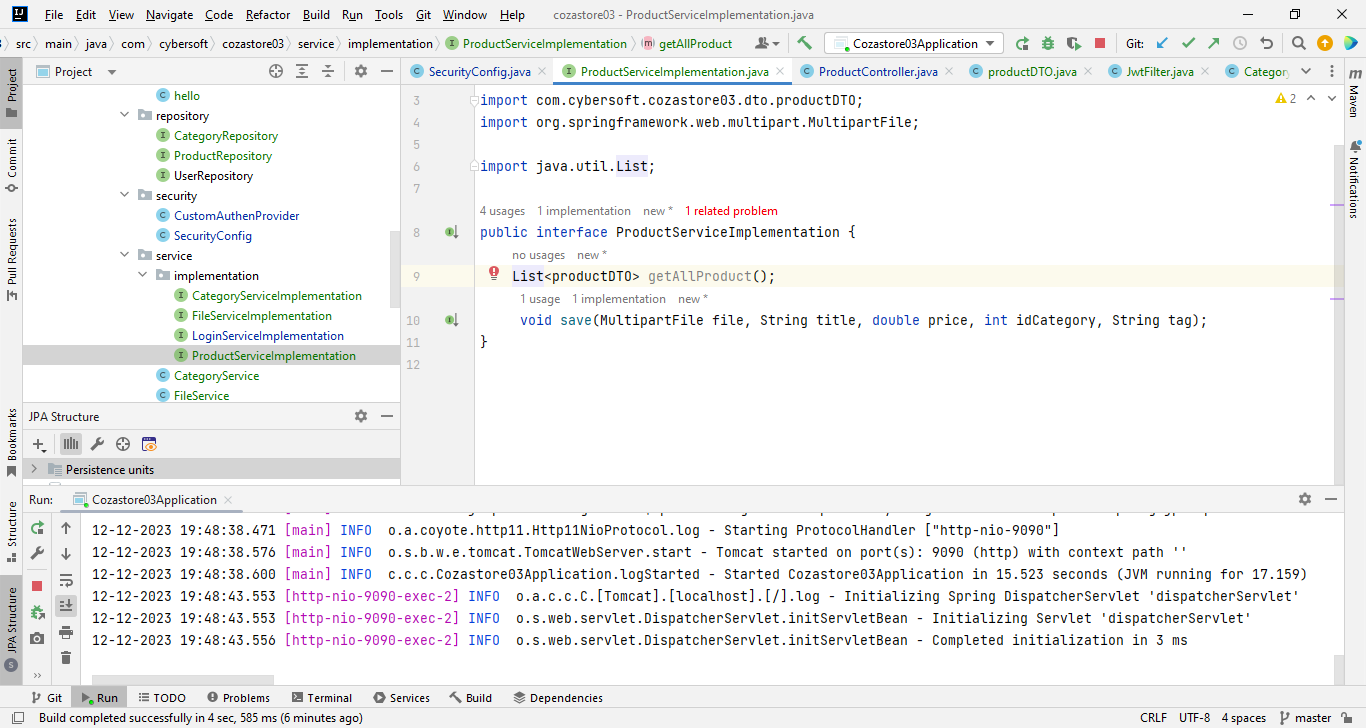 File Edit View Navigate Code Refactor Build Run Tools Git Window Help cozastore03 - ProductServiceImplementation.java
src main java com cybersoft cozastore03 service implementation ProductServiceImplementation getAllProduct Cozastore03Application Git:
Project SecurityConfig.java ProductServiceImplementation.java ProductController.java productDTO.java JwtFilter.java Category
hello
repository
CategoryRepository
ProductRepository
UserRepository
security
CustomAuthenProvider
SecurityConfig
service
implementation
CategoryServiceImplementation
FileServiceImplementation
LoginServiceImplementation
ProductServiceImplementation
CategoryService
FileService
JPA Structure
Persistence units
3 import com.cybersoft.cozastore03.dto.productDTO;
4 import org.springframework.web.multipart.MultipartFile;
5
6 import java.util.List;
7
4 usages 1 implementation new * 1 related problem
8 public interface ProductServiceImplementation {
no usages new *
9 List<productDTO> getAllProduct();
1 usage 1 implementation new *
10 void save(MultipartFile file, String title, double price, int idCategory, String tag);
11 }
12
2
Project
Commit
Pull Requests
Bookmarks
Structure
JPA Structure
m
Maven
Notifications
Run: Cozastore03Application
12-12-2023 19:48:38.471 [main] INFO o.a.coyote.http11.Http11NioProtocol.log - Starting ProtocolHandler ["http-nio-9090"]
12-12-2023 19:48:38.576 [main] INFO o.s.b.w.e.tomcat.TomcatWebServer.start - Tomcat started on port(s): 9090 (http) with context path ''
12-12-2023 19:48:38.600 [main] INFO c.c.c.Cozastore03Application.logStarted - Started Cozastore03Application in 15.523 seconds (JVM running for 17.159)
12-12-2023 19:48:43.553 [http-nio-9090-exec-2] INFO o.a.c.c.C.[Tomcat].[localhost].[/].log - Initializing Spring DispatcherServlet 'dispatcherServlet'
12-12-2023 19:48:43.553 [http-nio-9090-exec-2] INFO o.s.web.servlet.DispatcherServlet.initServletBean - Initializing Servlet 'dispatcherServlet'
12-12-2023 19:48:43.556 [http-nio-9090-exec-2] INFO o.s.web.servlet.DispatcherServlet.initServletBean - Completed initialization in 3 ms
Git Run TODO Problems Terminal Services Build Dependencies
Build completed successfully in 4 sec, 585 ms (6 minutes ago) CRLF UTF-8 4 spaces master